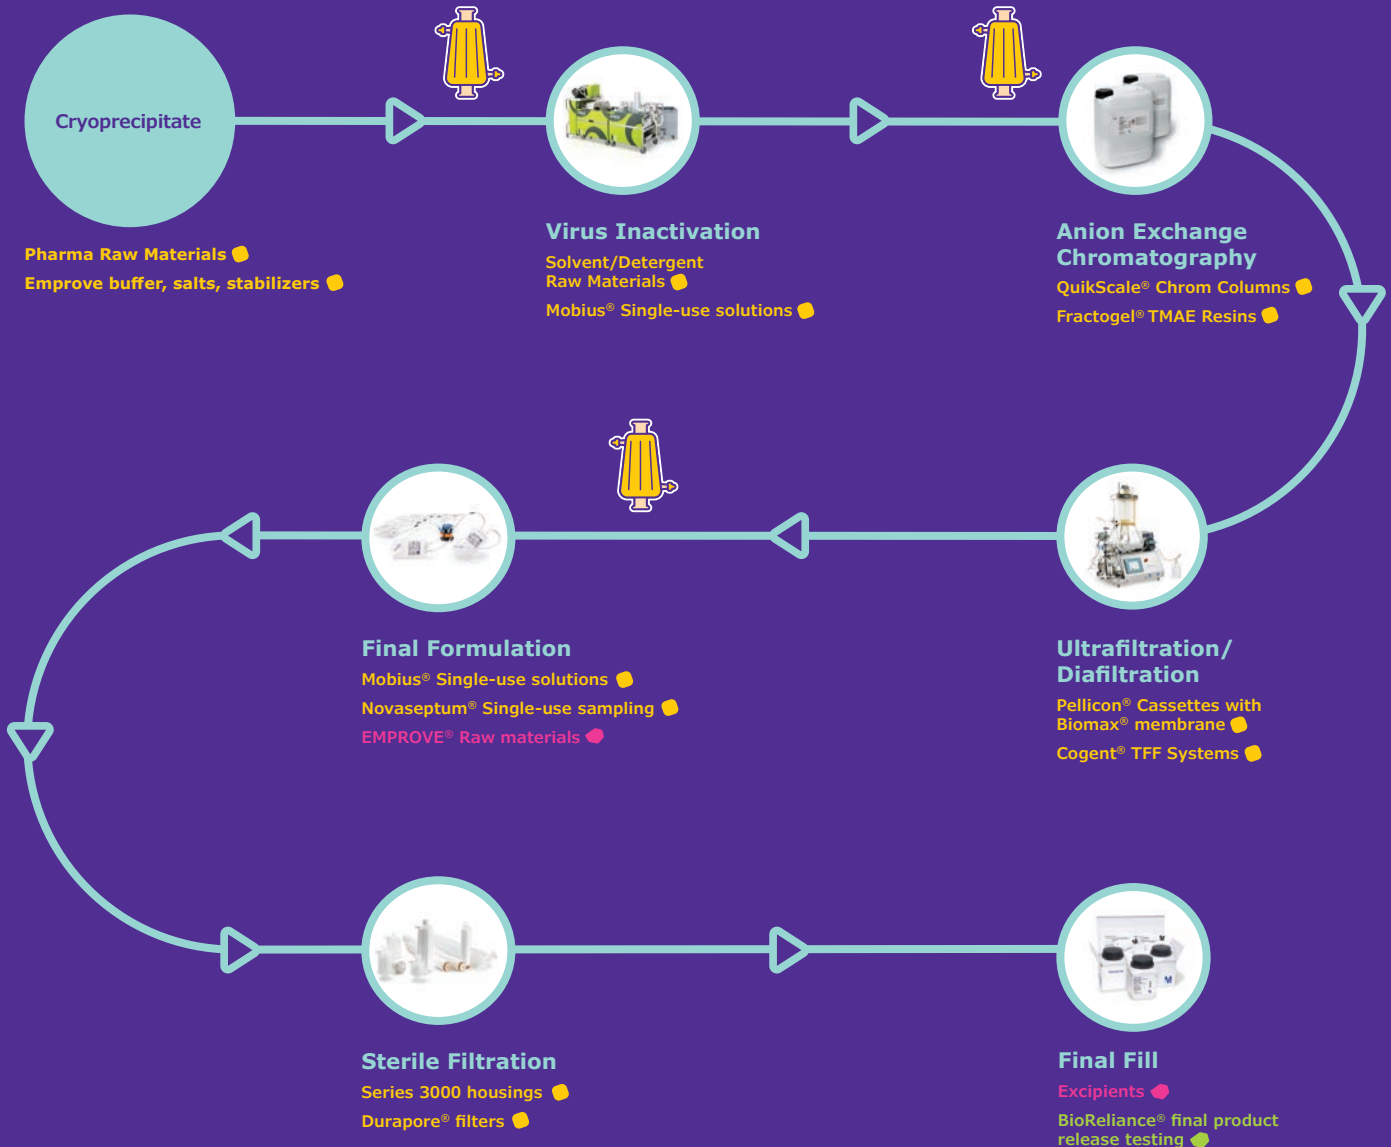 Cryoprecipitate
Pharma Raw Materials
Emprove buffer, salts, stabilizers
Virus Inactivation
Solvent/Detergent
Raw Materials
Mobius® Single-use solutions
Anion Exchange
Chromatography
QuikScale® Chrom Columns
Fractogel® TMAE Resins
Final Formulation
Mobius® Single-use solutions
Novaseptum® Single-use sampling
EMPROVE® Raw materials
Ultrafiltration/
Diafiltration
Pellicon® Cassettes with
Biomax® membrane
Cogent® TFF Systems
Sterile Filtration
Series 3000 housings
Durapore® filters
Final Fill
Excipients
BioReliance® final product
release testing